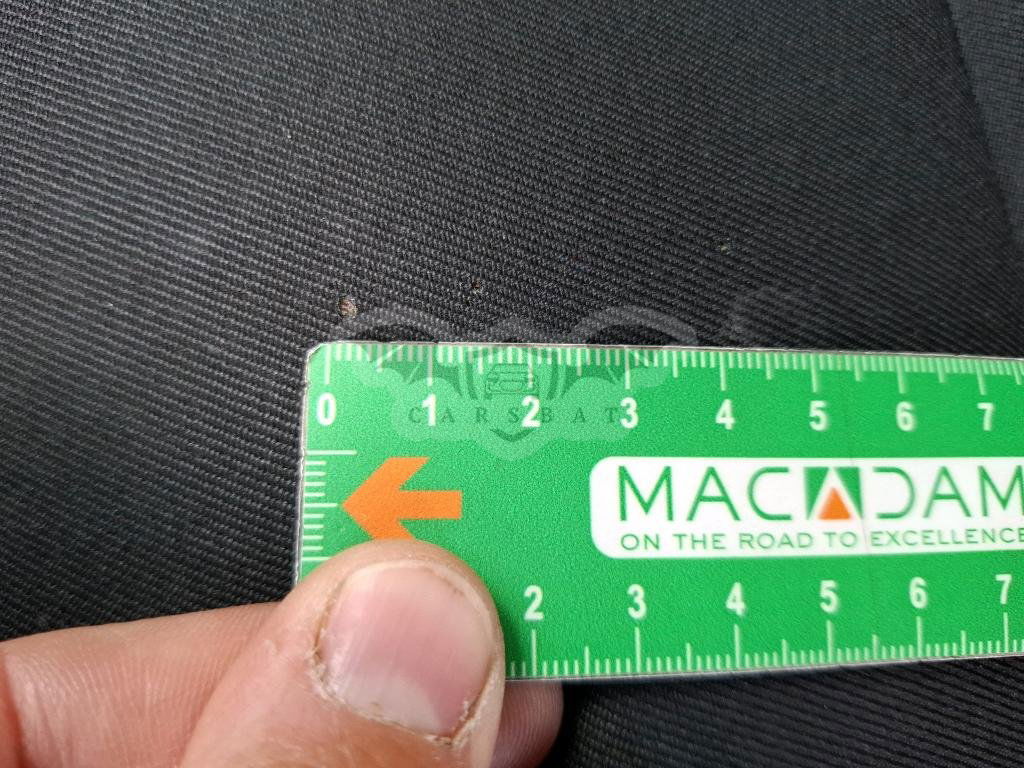 0 1 2 3 4 5 6 7
CARSBAT
MACADAM
ON THE ROAD TO EXCELLENCE
2 3 4 5 6 7